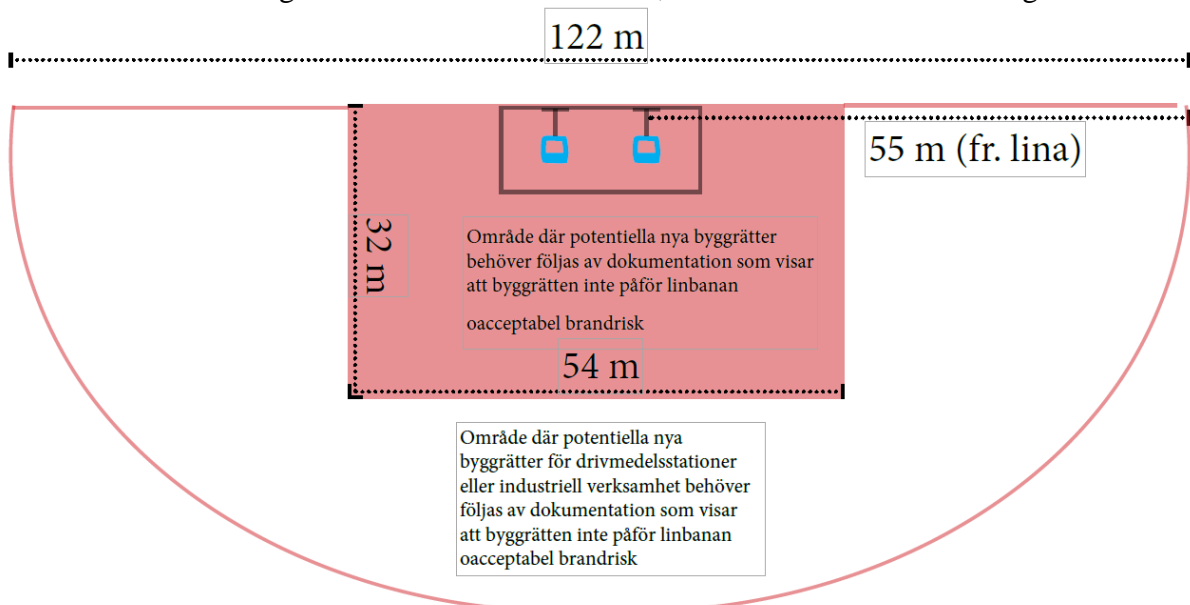 122 m
55 m (fr. lina)
32 m
Område där potentiella nya byggrätter
behöver följas av dokumentation som visar
att byggrätten inte påför linbanan
oacceptabel brandrisk
54 m
Område där potentiella nya
byggrätter för drivmedelsstationer
eller industriell verksamhet behöver
följas av dokumentation som visar
att byggrätten inte påför linbanan
oacceptabel brandrisk